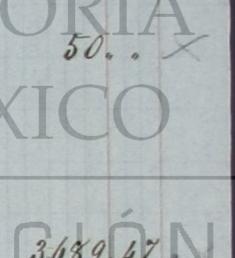 ORIA
50. . X
XICO
3489 47
CIÓN